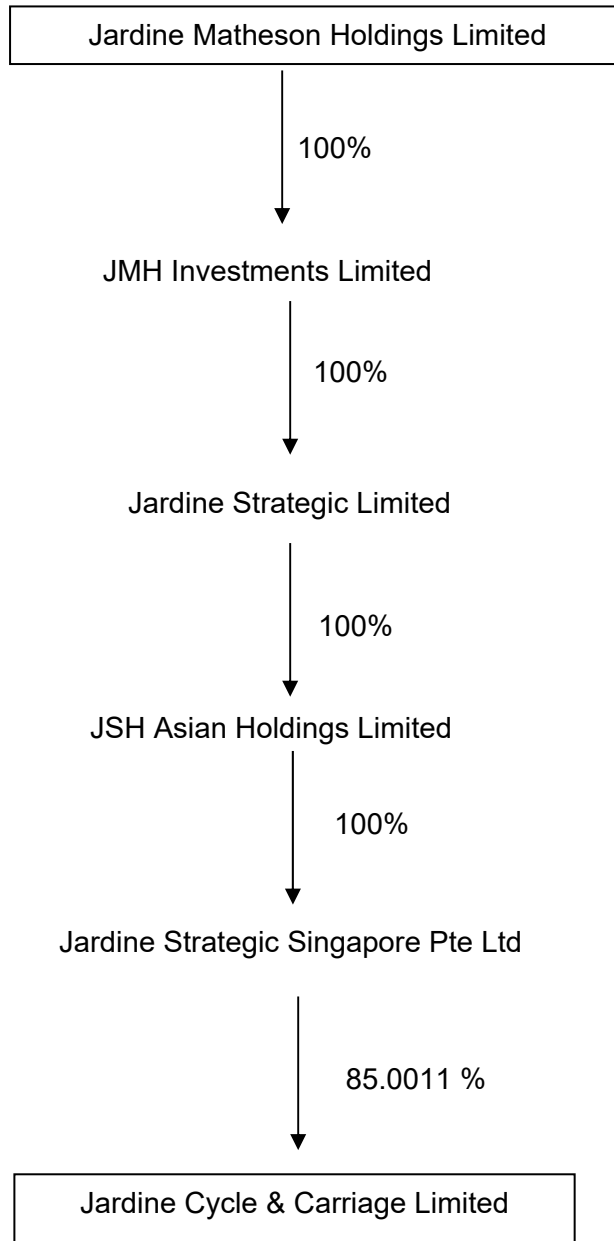 Jardine Matheson Holdings Limited
100%
JMH Investments Limited
100%
Jardine Strategic Limited
100%
JSH Asian Holdings Limited
100%
Jardine Strategic Singapore Pte Ltd
85.0011 %
Jardine Cycle & Carriage Limited